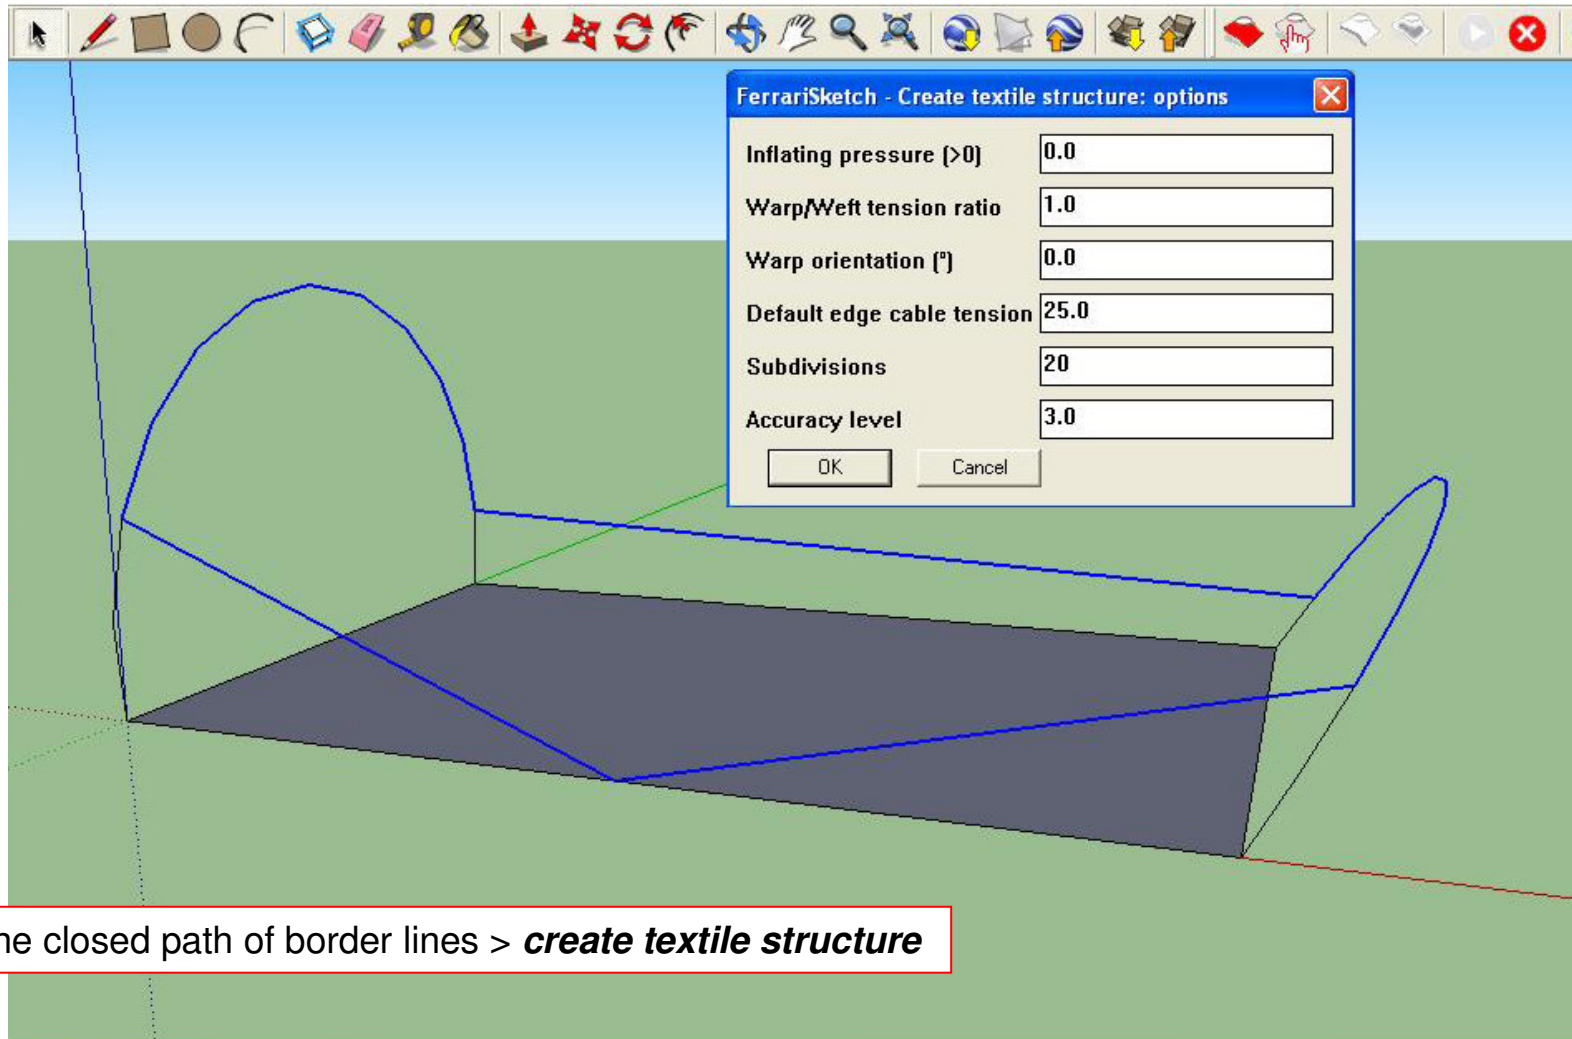 FerrariSketch - Create textile structure: options
Inflating pressure (>0) 0.0
Warp/Weft tension ratio 1.0
Warp orientation (º) 0.0
Default edge cable tension 25.0
Subdivisions 20
Accuracy level 3.0
OK Cancel
closed path of border lines > create textile structure